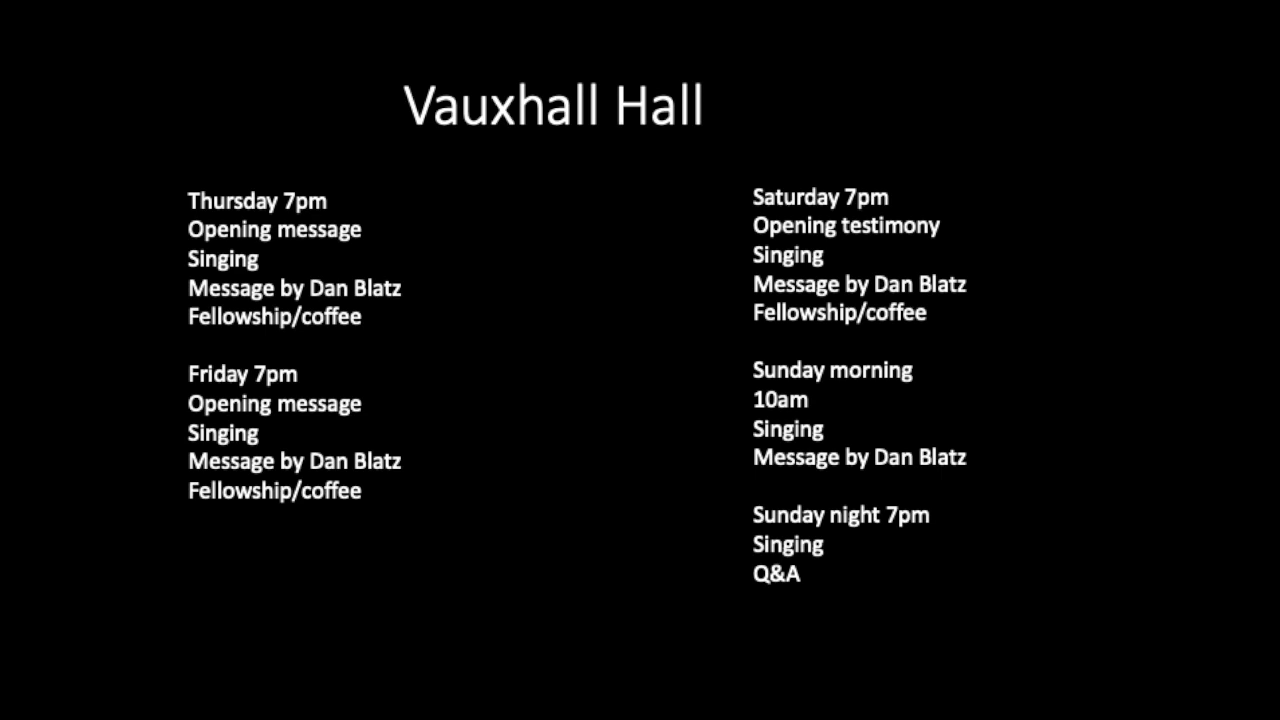 Vauxhall Hall
Thursday 7pm
Opening message
Singing
Message by Dan Blatz
Fellowship/coffee
Friday 7pm
Opening message
Singing
Message by Dan Blatz
Fellowship/coffee
Saturday 7pm
Opening testimony
Singing
Message by Dan Blatz
Fellowship/coffee
Sunday morning
10am
Singing
Message by Dan Blatz
Sunday night 7pm
Singing
Q&A